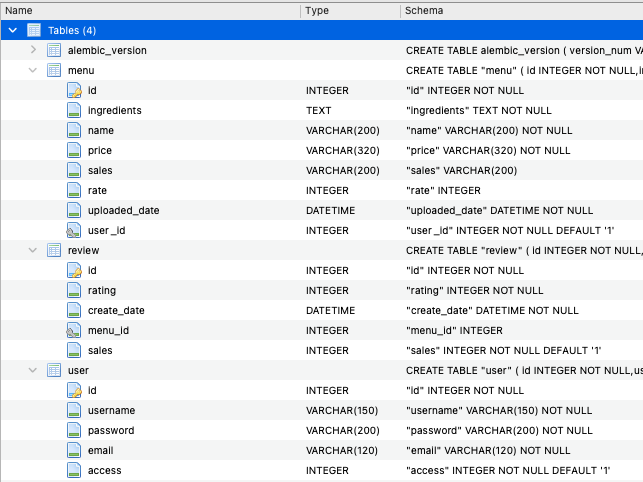 Name Type Schema
Tables (4)
alembic_version CREATE TABLE alembic_version ( version_num VA
menu CREATE TABLE "menu" ( id INTEGER NOT NULL,in
id INTEGER "id" INTEGER NOT NULL
ingredients TEXT "ingredients" TEXT NOT NULL
name VARCHAR(200) "name" VARCHAR(200) NOT NULL
price VARCHAR(320) "price" VARCHAR(320) NOT NULL
sales VARCHAR(200) "sales" VARCHAR(200)
rate INTEGER "rate" INTEGER
uploaded_date DATETIME "uploaded_date" DATETIME NOT NULL
user_id INTEGER "user_id" INTEGER NOT NULL DEFAULT '1'
review CREATE TABLE "review" ( id INTEGER NOT NULL,
id INTEGER "id" INTEGER NOT NULL
rating INTEGER "rating" INTEGER NOT NULL
create_date DATETIME "create_date" DATETIME NOT NULL
menu_id INTEGER "menu_id" INTEGER
sales INTEGER "sales" INTEGER NOT NULL DEFAULT '1'
user CREATE TABLE "user" ( id INTEGER NOT NULL,us
id INTEGER "id" INTEGER NOT NULL
username VARCHAR(150) "username" VARCHAR(150) NOT NULL
password VARCHAR(200) "password" VARCHAR(200) NOT NULL
email VARCHAR(120) "email" VARCHAR(120) NOT NULL
access INTEGER "access" INTEGER NOT NULL DEFAULT '1'